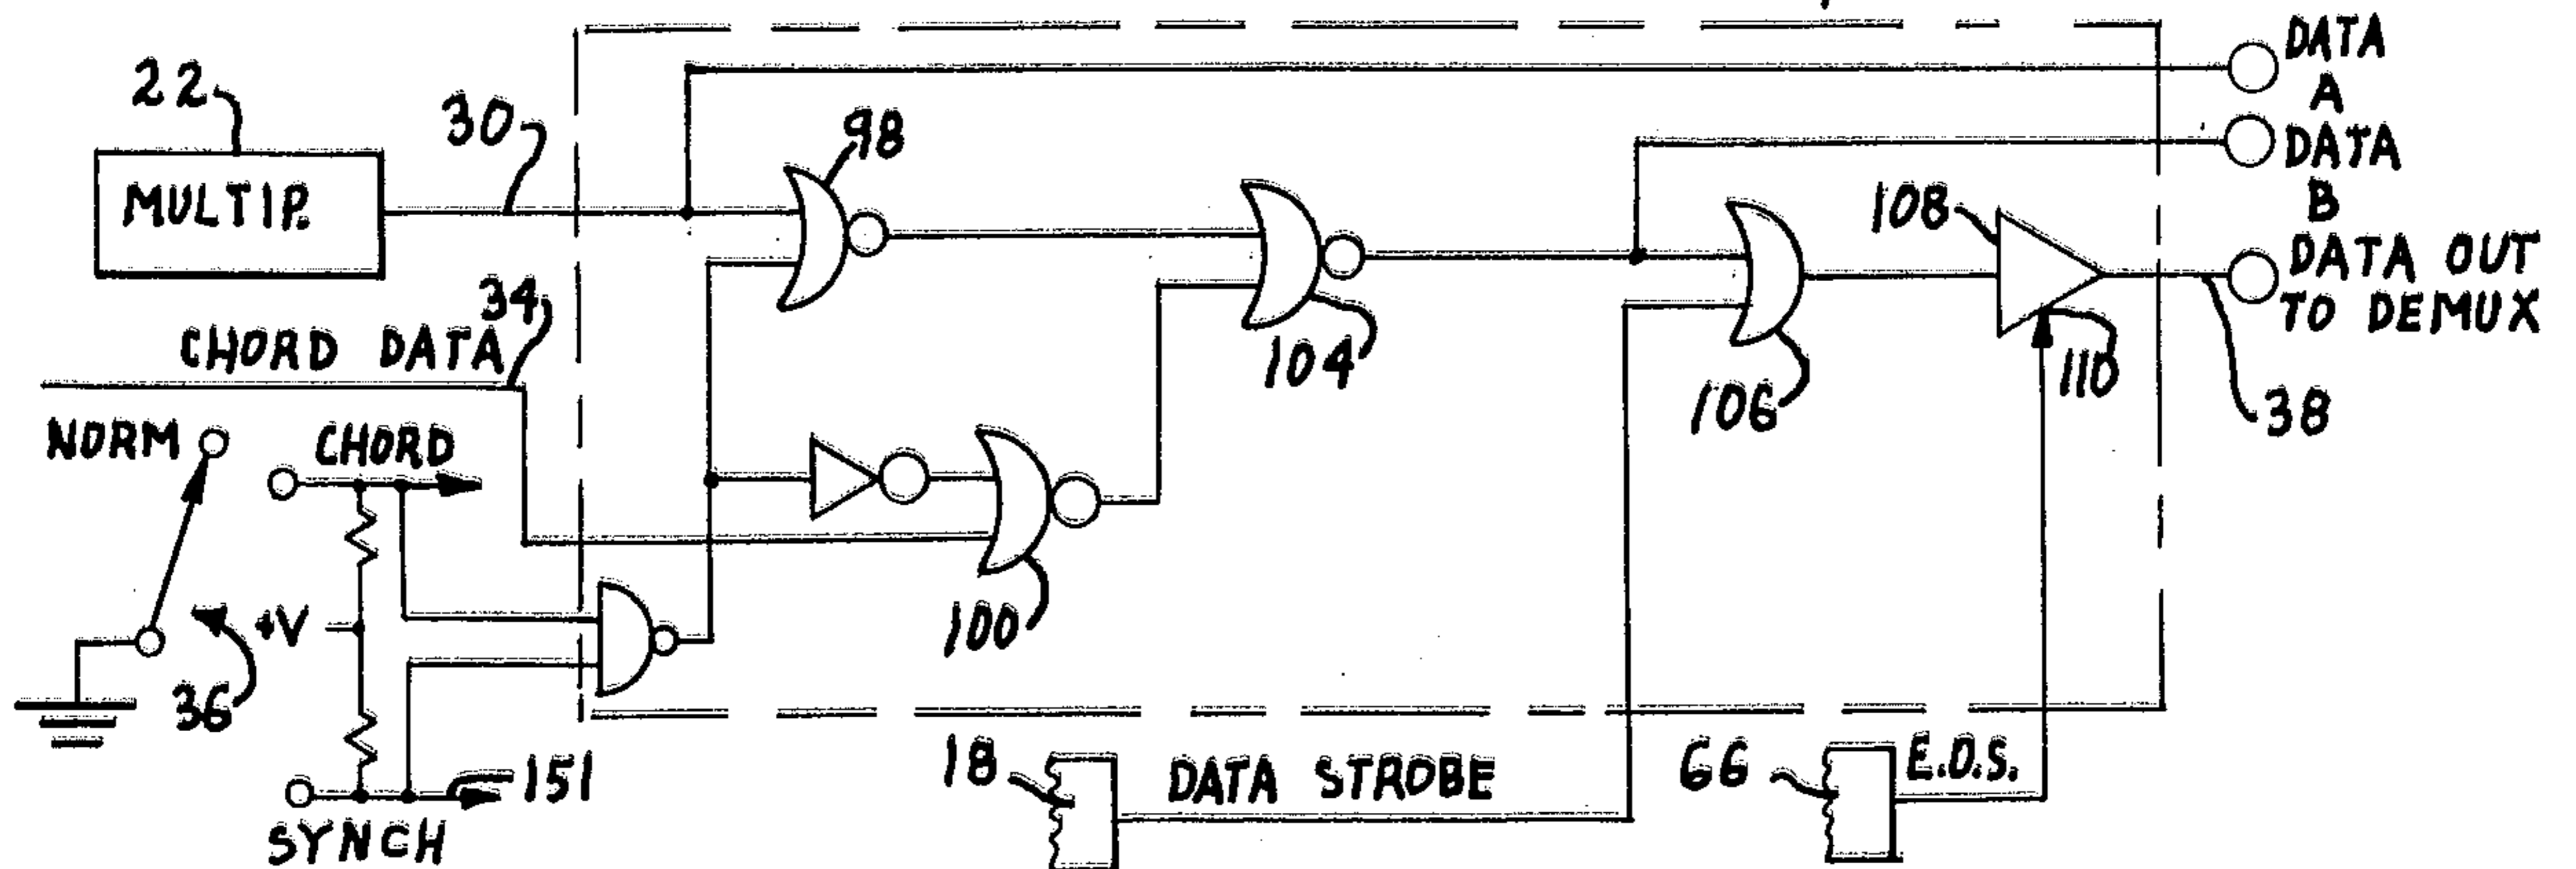 DATA
A
22
30
98
DATA
B
MULTIP.
108
DATA OUT
TO DEMUX
34
CHORD DATA
104
110
106
38
NORM
CHORD
100
+V
36
18
DATA STROBE
66
E.O.S.
151
SYNCH